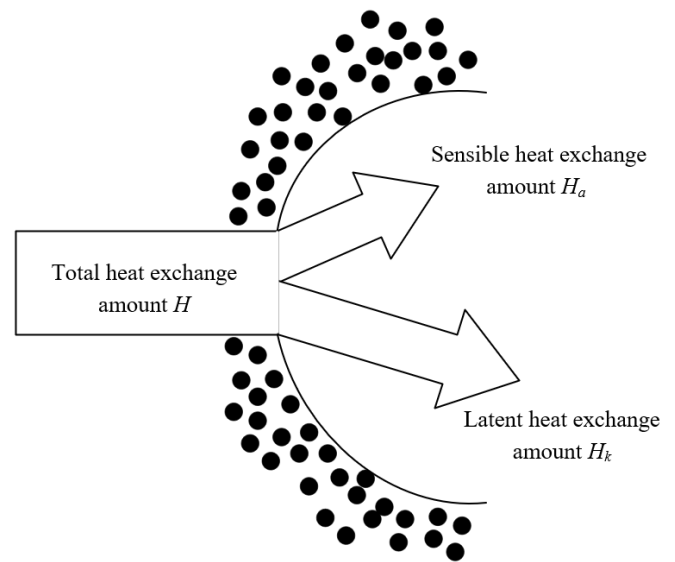 Sensible heat exchange
amount Ha
Total heat exchange
amount H
Latent heat exchange
amount Hk